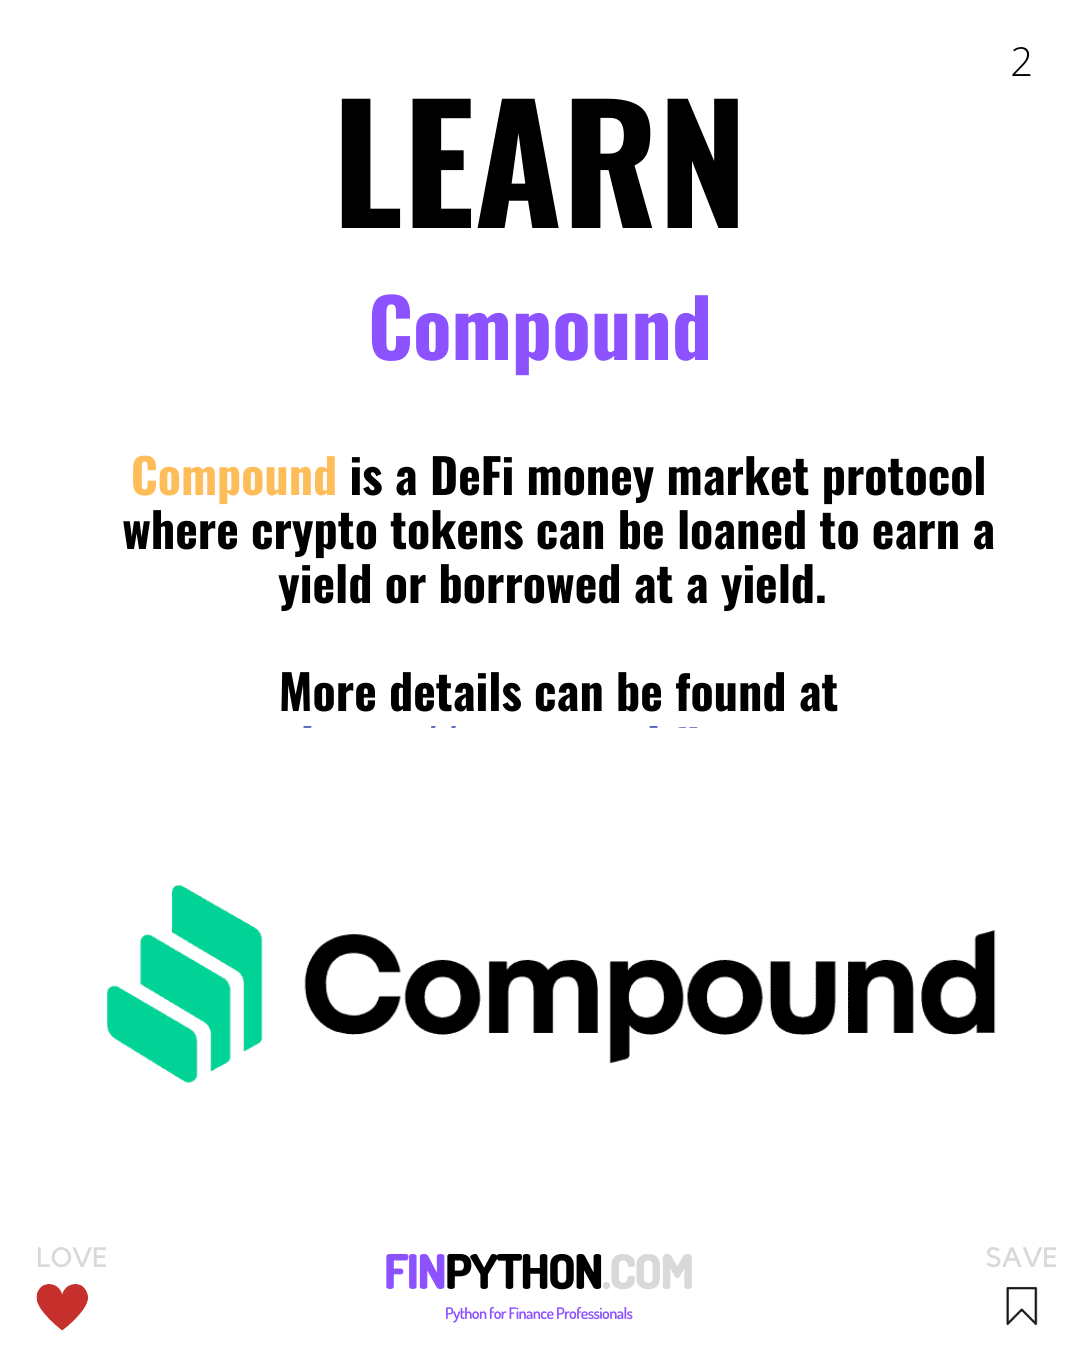 2
LEARN
Compound
Compound is a DeFi money market protocol
where crypto tokens can be loaned to earn a
yield or borrowed at a yield.
More details can be found at
Compound
LOVE
FINPYTHON.COM
Python for Finance Professionals
SAVE